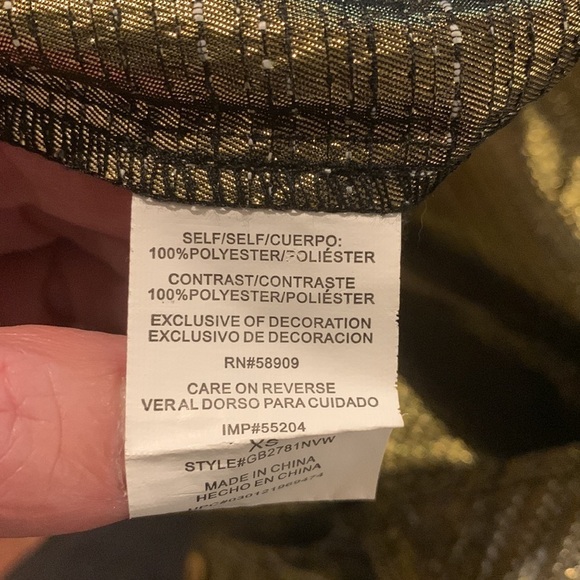 SELF/SELF/CUERPO:
100%POLYESTER/POLIÉSTER
CONTRAST/CONTRASTE
100%POLYESTER/POLIÉSTER
EXCLUSIVE OF DECORATION
EXCLUSIVO DE DECORACION
RN#58909
CARE ON REVERSE
VER AL DORSO PARA CUIDADO
IMP#55204
XS
STYLE#GB2781NVW
MADE IN CHINA
HECHO EN CHINA